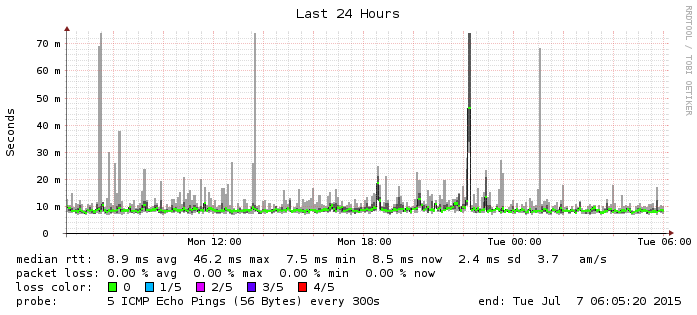 Last 24 Hours
RRDTOOL / TOBI OETIKER
Seconds
70 m
60 m
50 m
40 m
30 m
20 m
10 m
0
Mon 12:00 Mon 18:00 Tue 00:00 Tue 06:00
median rtt: 8.9 ms avg 46.2 ms max 7.5 ms min 8.5 ms now 2.4 ms sd 3.7 am/s
packet loss: 0.00 % avg 0.00 % max 0.00 % min 0.00 % now
loss color: 0 1/5 2/5 3/5 4/5
probe: 5 ICMP Echo Pings (56 Bytes) every 300s end: Tue Jul 7 06:05:20 2015